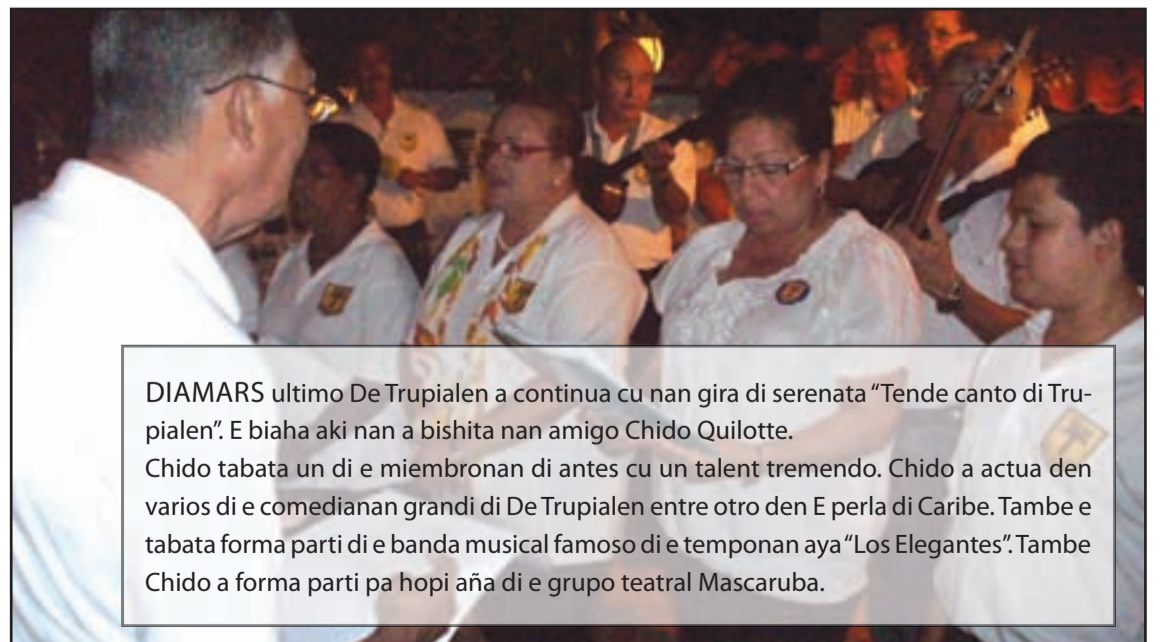 DIAMARS ultimo De Trupialen a continua cu nan gira di serenata “Tende canto di Tru-
pialen”. E biaha aki nan a bishita nan amigo Chido Quilotte.
Chido tabata un di e miembronan di antes cu un talent tremendo. Chido a actua den
varios di e comedianan grandi di De Trupialen entre otro den E perla di Caribe. Tambe e
tabata forma parti di e banda musical famoso di e temponan aya “Los Elegantes”. Tambe
Chido a forma parti pa hopi aña di e grupo teatral Mascaruba.